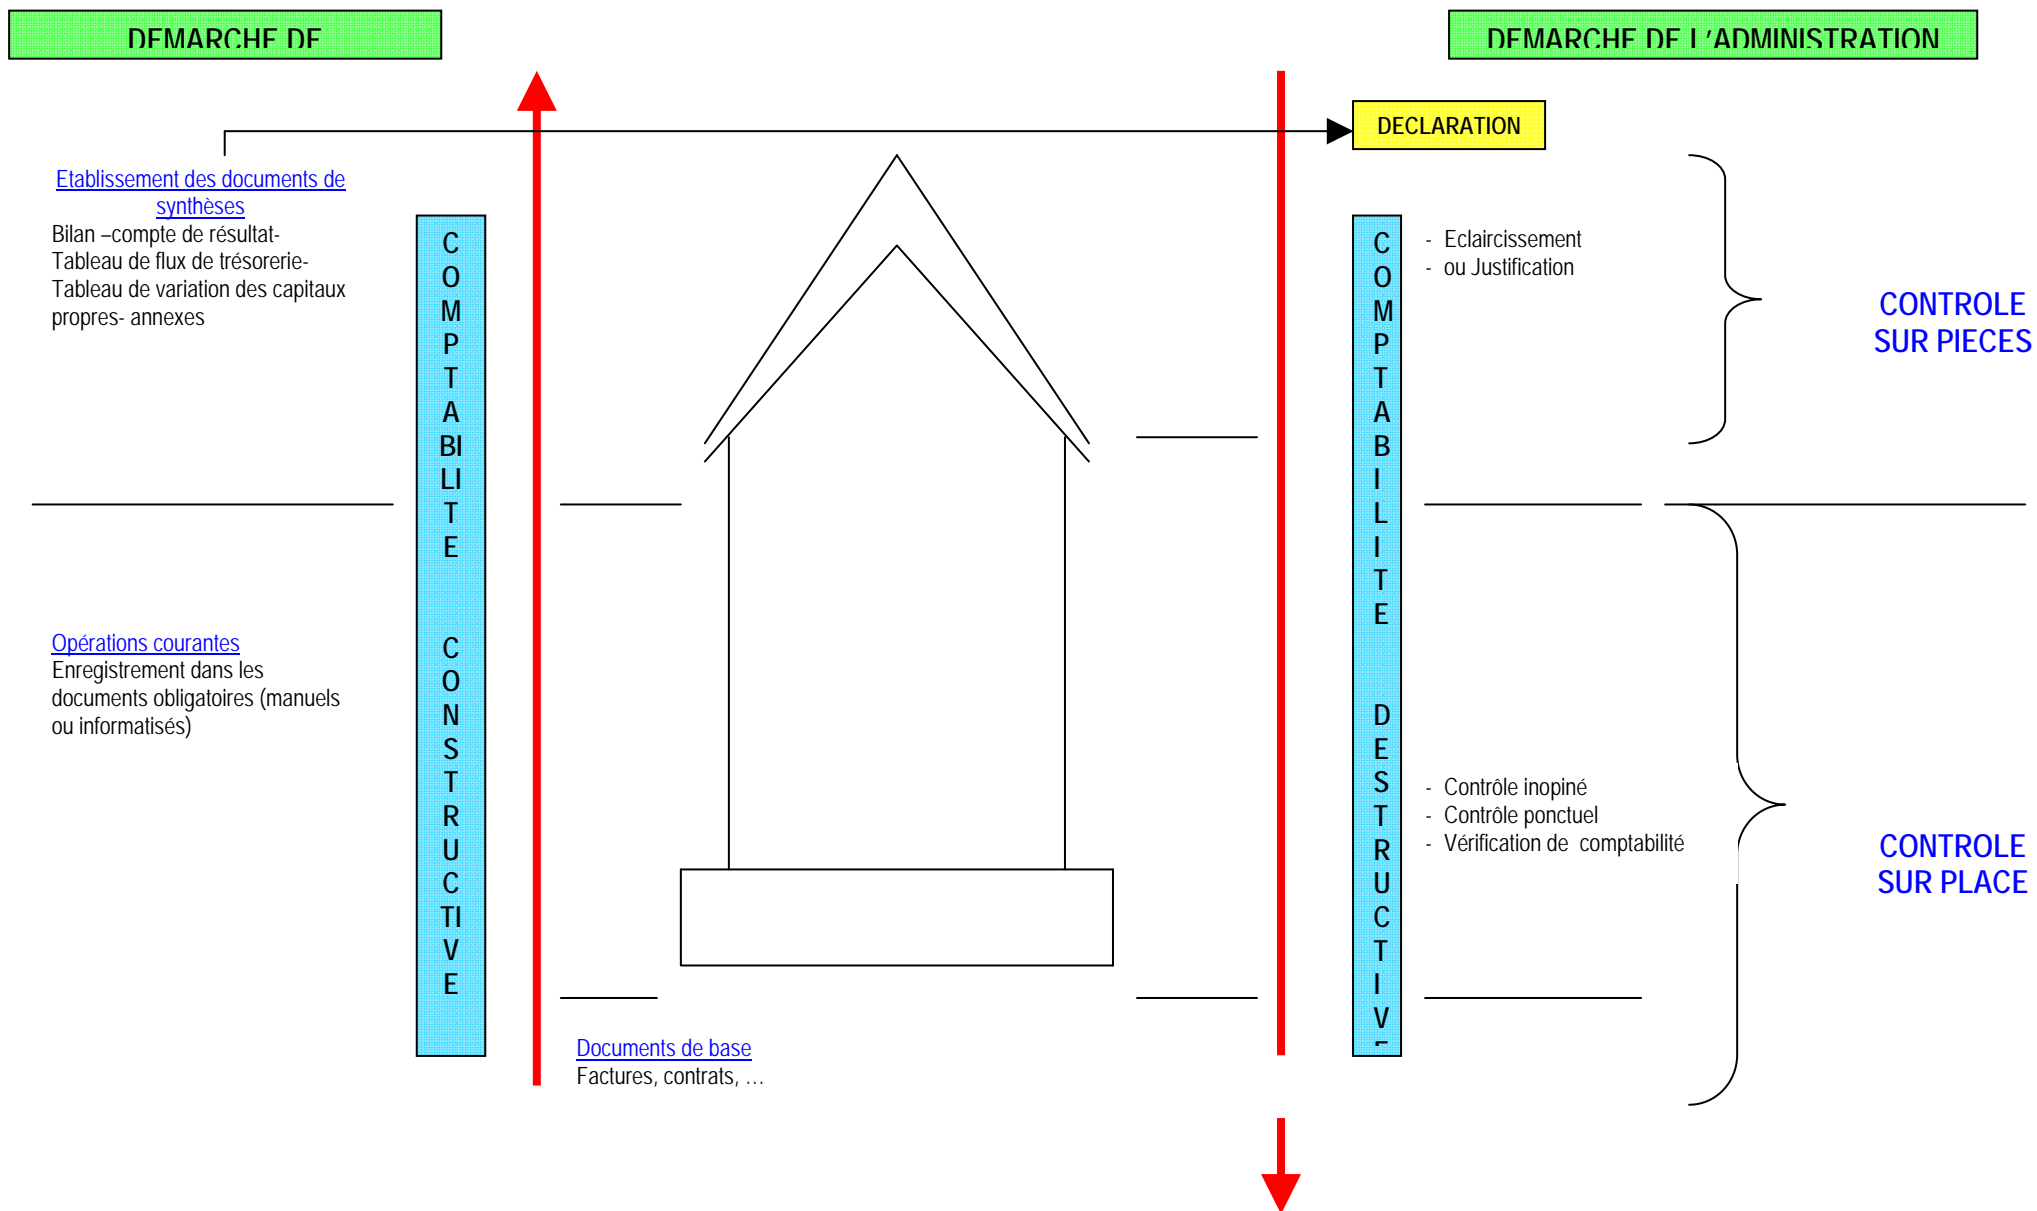 DEMARCHE DE
DEMARCHE DE L'ADMINISTRATION
DECLARATION
Etablissement des documents de
synthèses
Bilan –compte de résultat-
Tableau de flux de trésorerie-
Tableau de variation des capitaux
propres- annexes
C
O
M
P
T
A
BI
LI
T
E
C
O
N
S
T
R
U
C
TI
V
E
Opérations courantes
Enregistrement dans les
documents obligatoires (manuels
ou informatisés)
Documents de base
Factures, contrats, …
C
O
M
P
T
A
B
I
L
I
T
E
D
E
S
T
R
U
C
T
I
V
E
- Eclaircissement
- ou Justification
CONTROLE
SUR PIECES
- Contrôle inopiné
- Contrôle ponctuel
- Vérification de comptabilité
CONTROLE
SUR PLACE